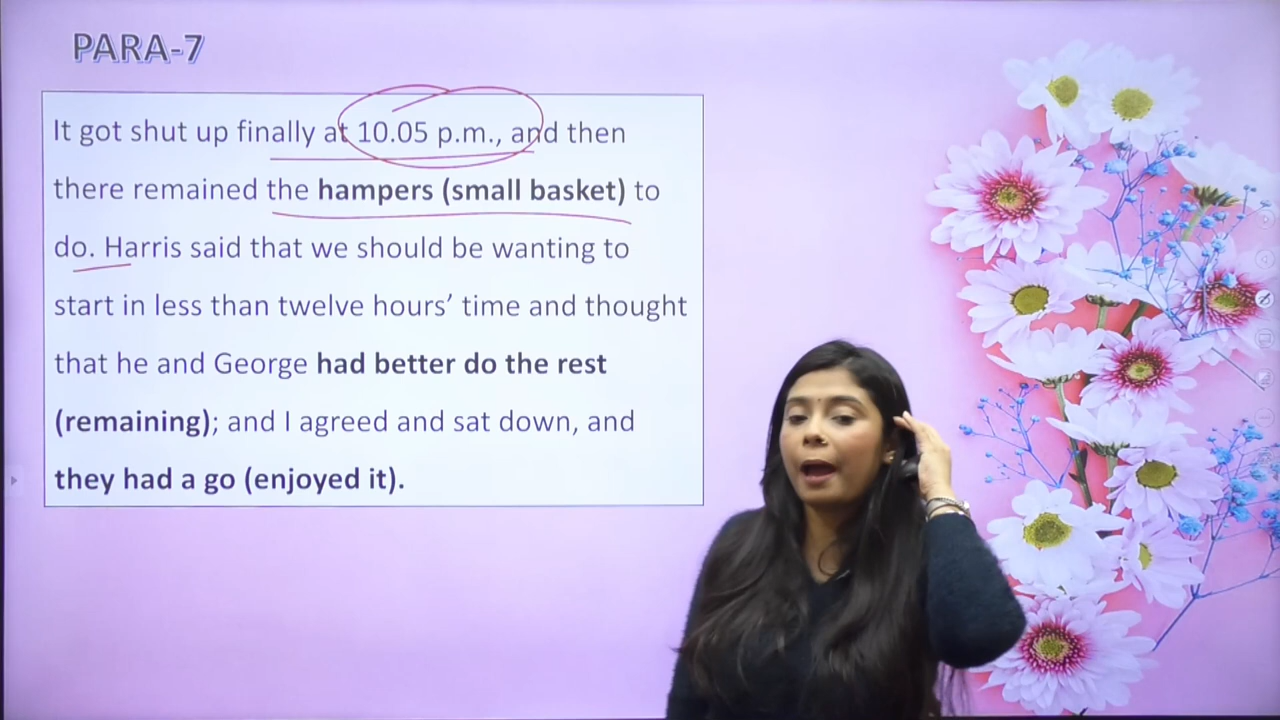 PARA-7
It got shut up finally at 10.05 p.m., and then
there remained the hampers (small basket) to
do. Harris said that we should be wanting to
start in less than twelve hours’ time and thought
that he and George had better do the rest
(remaining); and I agreed and sat down, and
they had a go (enjoyed it).